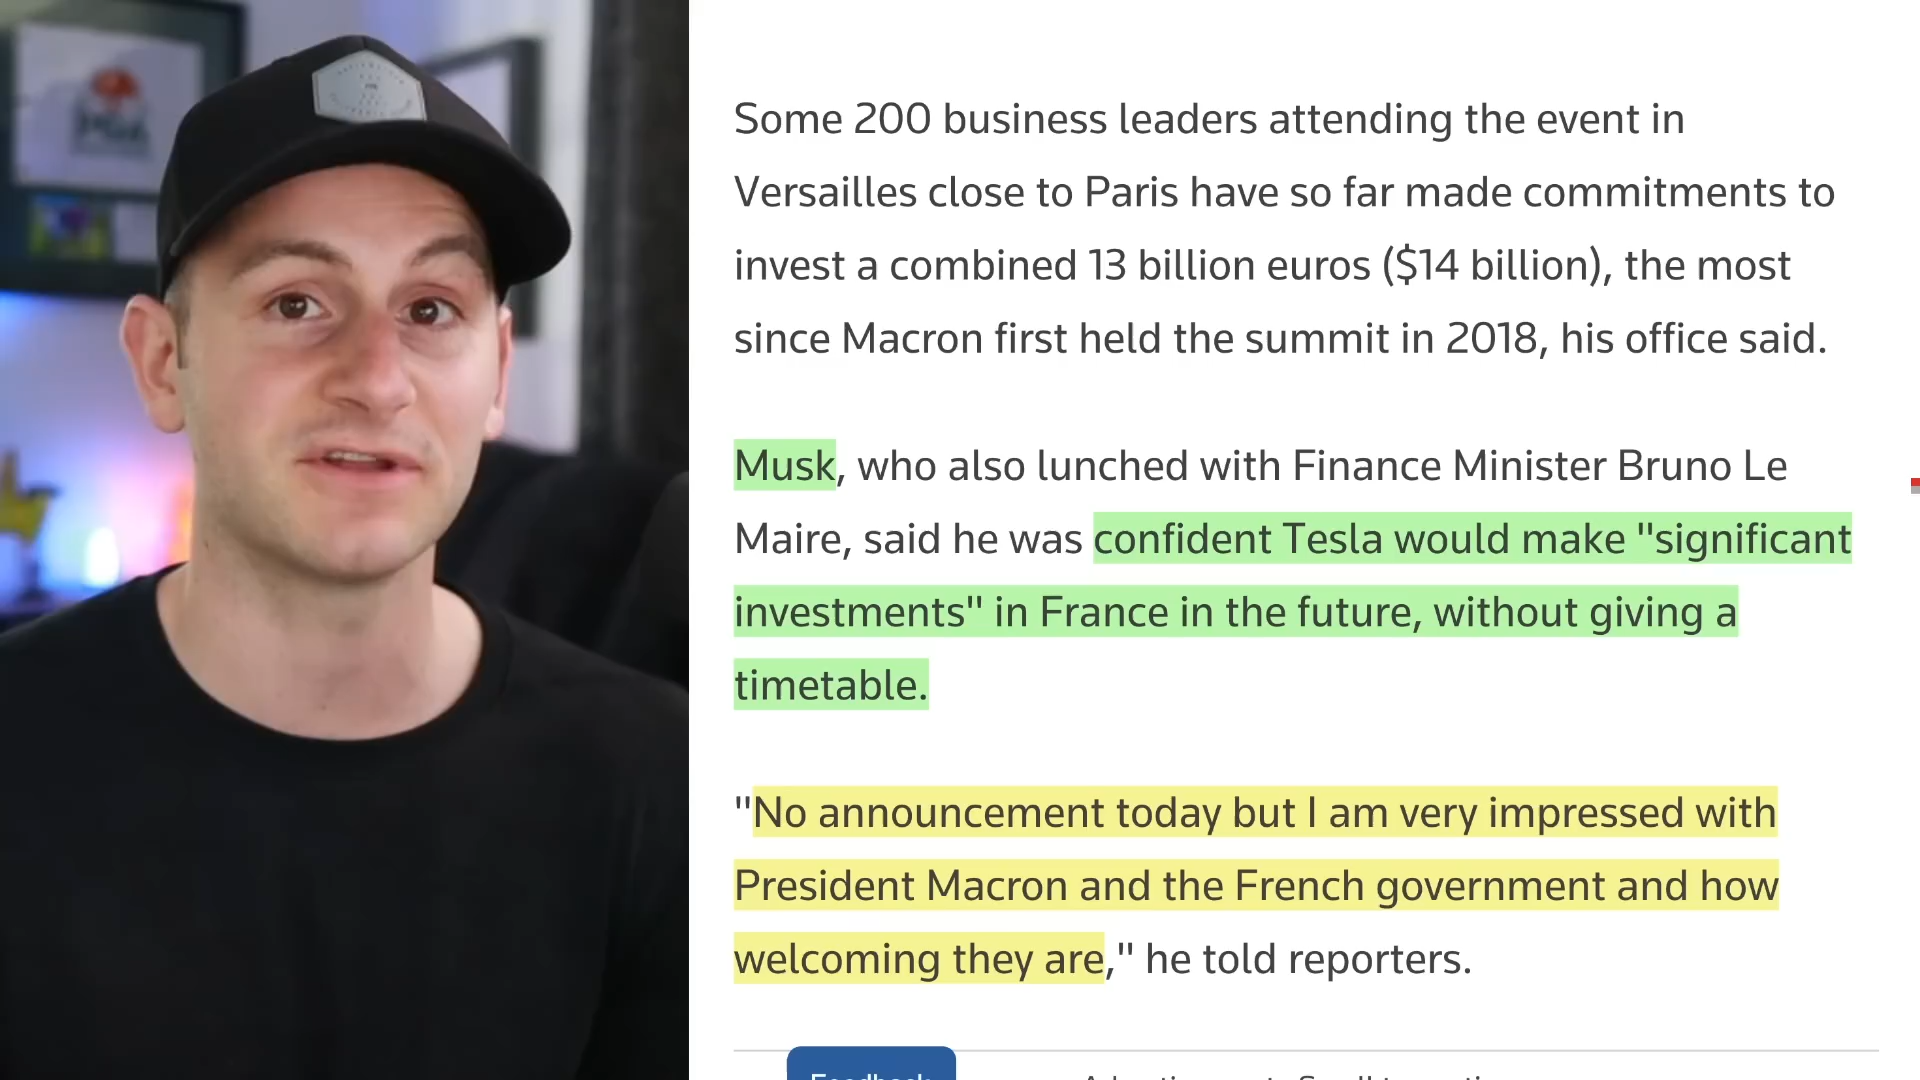 PGA
Some 200 business leaders attending the event in
Versailles close to Paris have so far made commitments to
invest a combined 13 billion euros ($14 billion), the most
since Macron first held the summit in 2018, his office said.
Musk, who also lunched with Finance Minister Bruno Le
Maire, said he was confident Tesla would make "significant
investments" in France in the future, without giving a
timetable.
"No announcement today but I am very impressed with
President Macron and the French government and how
welcoming they are," he told reporters.
Feedback